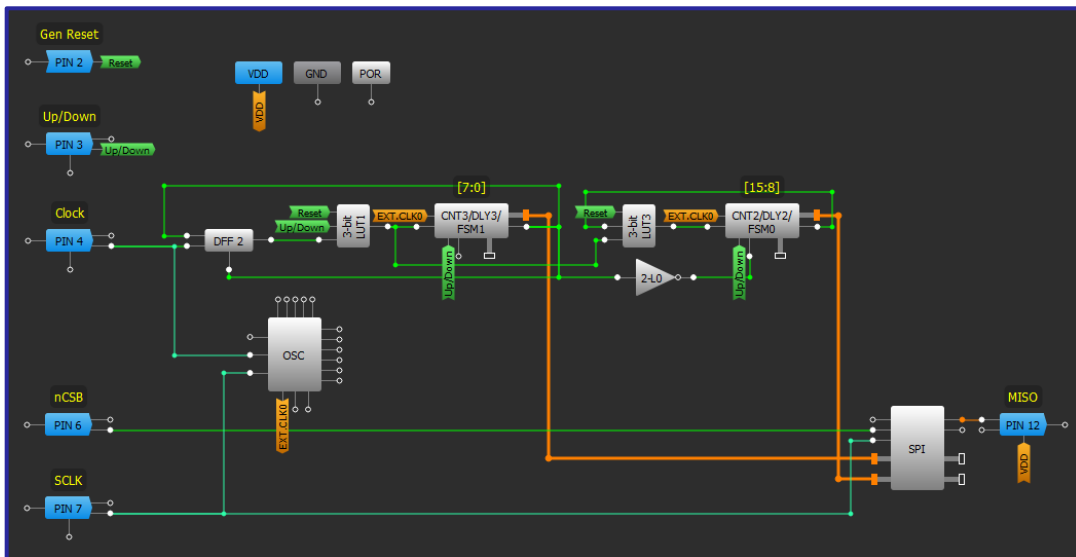 Gen Reset
PIN 2
Reset
VDD
GND
POR
VDD
Up/Down
PIN 3
Up/Down
[7:0]
[15:8]
Clock
PIN 4
DFF 2
Reset
Up/Down
3-bit
LUT1
EXT.CLK0
CNT3/DLY3/
FSM1
Up/Down
Reset
3-bit
LUT3
EXT.CLK0
CNT2/DLY2/
FSM0
Up/Down
2-L0
OSC
EXT.CLK0
nCSB
PIN 6
SPI
MISO
PIN 12
VDD
SCLK
PIN 7